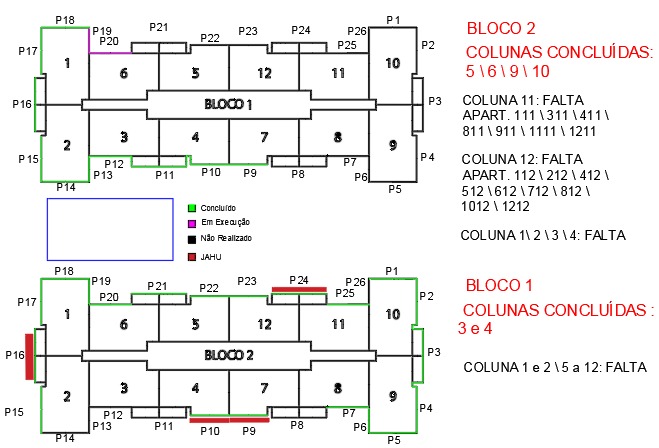 P18
P19
P20
P21
P22
P23
P24
P25
P26
P1
P17
P2
1
6
5
12
11
10
P16
BLOCO 1
P3
2
3
4
7
8
9
P15
P14
P13
P12
P11
P10
P9
P8
P7
P6
P5
P4
Concluído
Em Execução
Não Realizado
JAHU
P18
P19
P20
P21
P22
P23
P24
P25
P26
P1
P17
P2
1
6
5
12
11
10
P16
BLOCO 2
P3
2
3
4
7
8
9
P15
P14
P13
P12
P11
P10
P9
P8
P7
P6
P5
P4
BLOCO 2
COLUNAS CONCLUÍDAS:
5 \ 6 \ 9 \ 10
COLUNA 11: FALTA
APART. 111 \ 311 \ 411 \
811 \ 911 \ 1111 \ 1211
COLUNA 12: FALTA
APART. 112 \ 212 \ 412 \
512 \ 612 \ 712 \ 812 \
1012 \ 1212
COLUNA 1\ 2 \ 3 \ 4: FALTA
BLOCO 1
COLUNAS CONCLUÍDAS :
3 e 4
COLUNA 1 e 2 \ 5 a 12: FALTA